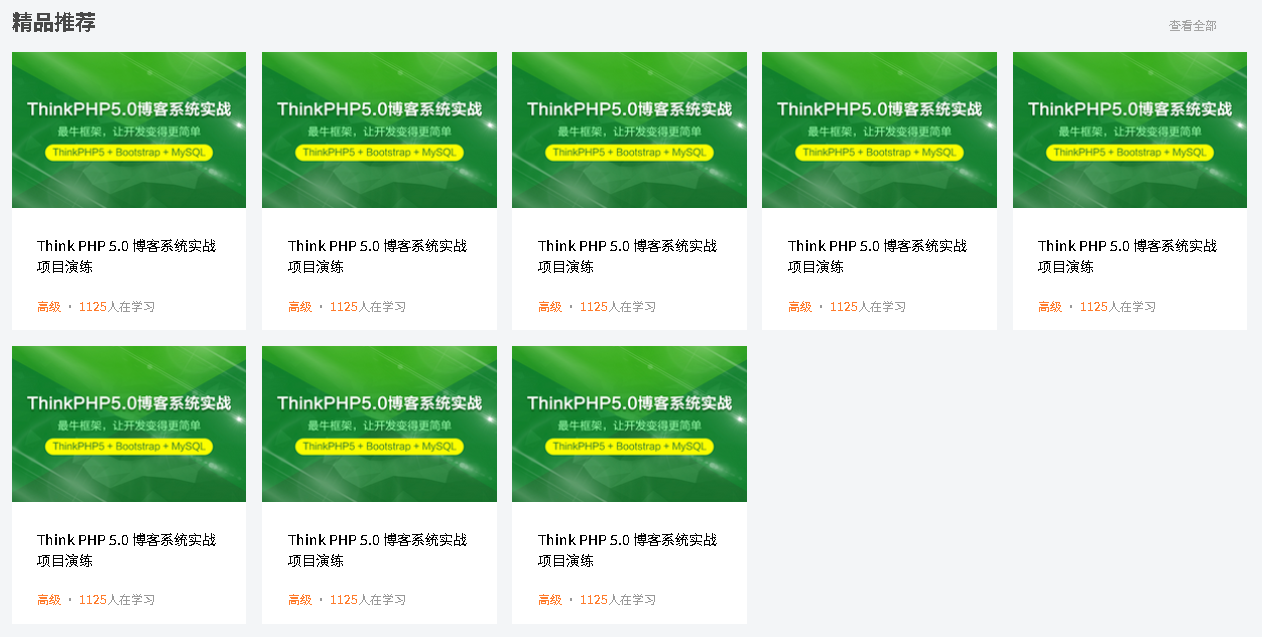 精品推荐
查看全部
ThinkPHP5.0博客系统实战
最牛框架，让开发变得更简单
ThinkPHP5 + Bootstrap + MySQL
Think PHP 5.0 博客系统实战
项目演练
高级 · 1125人在学习
ThinkPHP5.0博客系统实战
最牛框架，让开发变得更简单
ThinkPHP5 + Bootstrap + MySQL
Think PHP 5.0 博客系统实战
项目演练
高级 · 1125人在学习
ThinkPHP5.0博客系统实战
最牛框架，让开发变得更简单
ThinkPHP5 + Bootstrap + MySQL
Think PHP 5.0 博客系统实战
项目演练
高级 · 1125人在学习
ThinkPHP5.0博客系统实战
最牛框架，让开发变得更简单
ThinkPHP5 + Bootstrap + MySQL
Think PHP 5.0 博客系统实战
项目演练
高级 · 1125人在学习
ThinkPHP5.0博客系统实战
最牛框架，让开发变得更简单
ThinkPHP5 + Bootstrap + MySQL
Think PHP 5.0 博客系统实战
项目演练
高级 · 1125人在学习
ThinkPHP5.0博客系统实战
最牛框架，让开发变得更简单
ThinkPHP5 + Bootstrap + MySQL
Think PHP 5.0 博客系统实战
项目演练
高级 · 1125人在学习
ThinkPHP5.0博客系统实战
最牛框架，让开发变得更简单
ThinkPHP5 + Bootstrap + MySQL
Think PHP 5.0 博客系统实战
项目演练
高级 · 1125人在学习
ThinkPHP5.0博客系统实战
最牛框架，让开发变得更简单
ThinkPHP5 + Bootstrap + MySQL
Think PHP 5.0 博客系统实战
项目演练
高级 · 1125人在学习